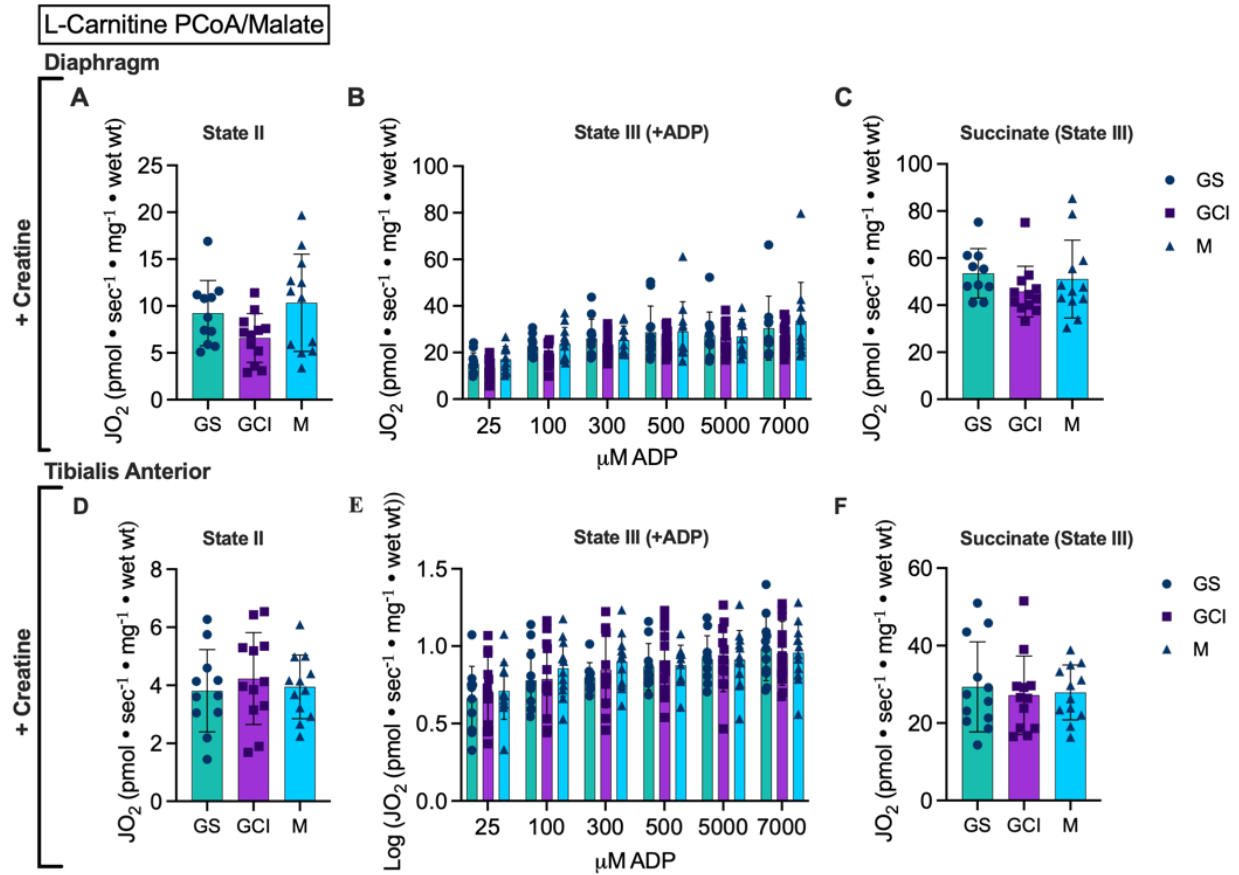 L-Carnitine PCoA/Malate
Diaphragm
+ Creatine
A
State II
JO₂ (pmol • sec⁻¹ • mg⁻¹ • wet wt)
25
20
15
10
5
0
GS GCI M
B
State III (+ADP)
JO₂ (pmol • sec⁻¹ • mg⁻¹ • wet wt)
100
80
60
40
20
0
25 100 300 500 5000 7000
μM ADP
C
Succinate (State III)
JO₂ (pmol • sec⁻¹ • mg⁻¹ • wet wt)
100
80
60
40
20
0
GS GCI M
GS
GCI
M
Tibialis Anterior
+ Creatine
D
State II
JO₂ (pmol • sec⁻¹ • mg⁻¹ • wet wt)
8
6
4
2
0
GS GCI M
E
State III (+ADP)
Log (JO₂ (pmol • sec⁻¹ • mg⁻¹ • wet wt))
1.5
1.0
0.5
0.0
25 100 300 500 5000 7000
μM ADP
F
Succinate (State III)
JO₂ (pmol • sec⁻¹ • mg⁻¹ • wet wt)
60
40
20
0
GS GCI M
GS
GCI
M